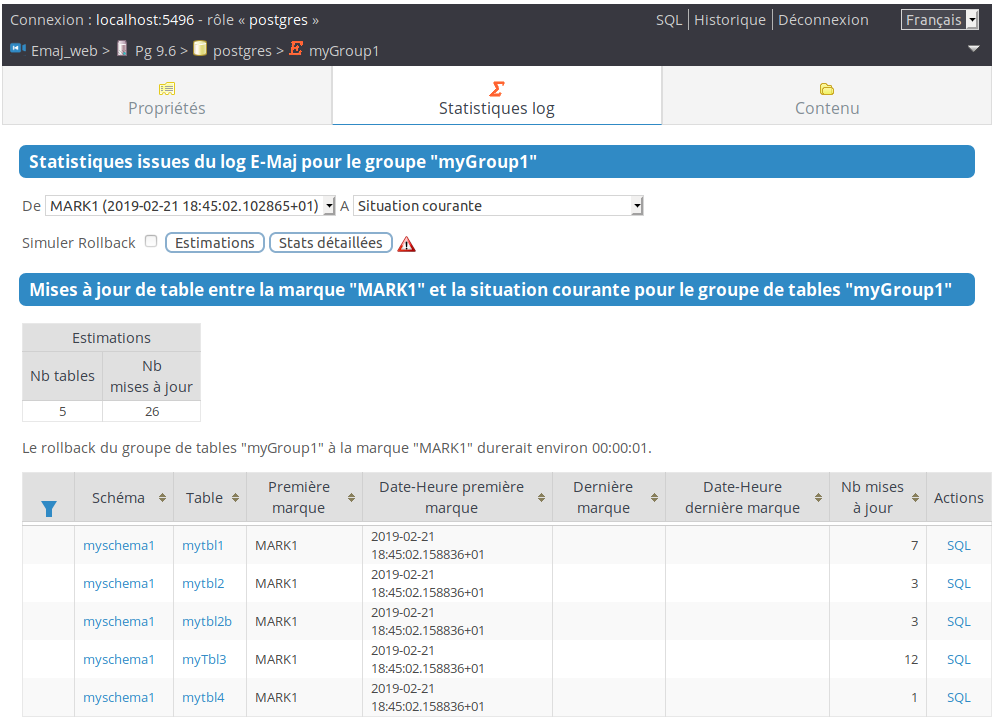 Connexion : localhost:5496 - rôle « postgres » SQL Historique Déconnexion Français
Emaj_web > Pg 9.6 > postgres > E myGroup1
Propriétés Statistiques log Contenu
Statistiques issues du log E-Maj pour le groupe "myGroup1"
De MARK1 (2019-02-21 18:45:02.102865+01) A Situation courante
Simuler Rollback Estimations Stats détaillées
Mises à jour de table entre la marque "MARK1" et la situation courante pour le groupe de tables "myGroup1"
Estimations
Nb tables Nb mises à jour
5 26
Le rollback du groupe de tables "myGroup1" à la marque "MARK1" durerait environ 00:00:01.
Schéma Table Première marque Date-Heure première marque Dernière marque Date-Heure dernière marque Nb mises à jour Actions
myschema1 mytbl1 MARK1 2019-02-21 18:45:02.158836+01 7 SQL
myschema1 mytbl2 MARK1 2019-02-21 18:45:02.158836+01 3 SQL
myschema1 mytbl2b MARK1 2019-02-21 18:45:02.158836+01 3 SQL
myschema1 myTbl3 MARK1 2019-02-21 18:45:02.158836+01 12 SQL
myschema1 mytbl4 MARK1 2019-02-21 18:45:02.158836+01 1 SQL